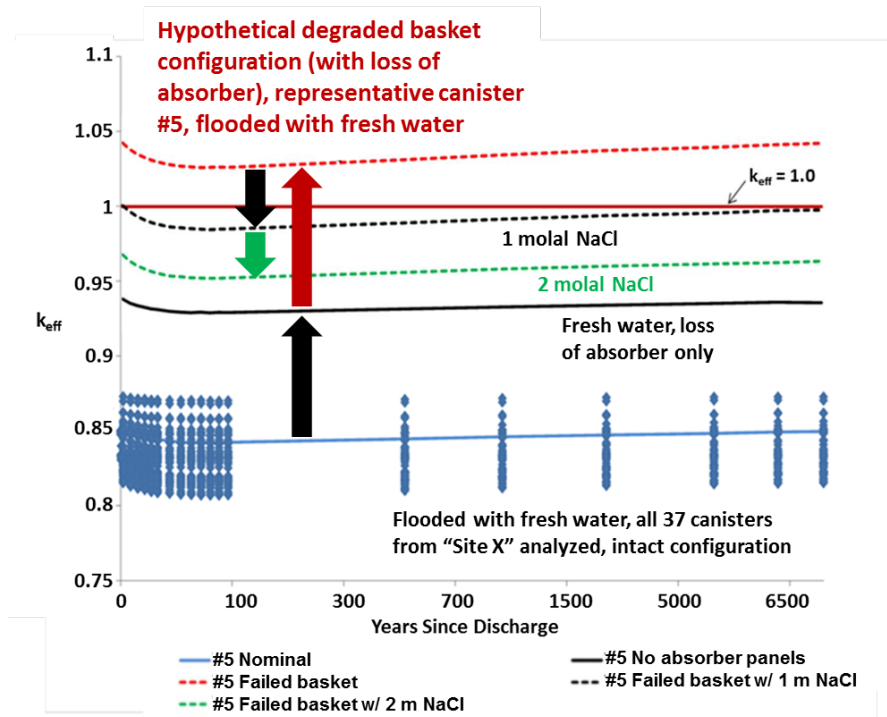 Hypothetical degraded basket
configuration (with loss of
absorber), representative canister
#5, flooded with fresh water
1.1
1.05
1
0.95
0.9
0.85
0.8
0.75
keff
keff = 1.0
1 molal NaCl
2 molal NaCl
Fresh water, loss
of absorber only
Flooded with fresh water, all 37 canisters
from “Site X” analyzed, intact configuration
0 100 300 700 1500 5000 6500
Years Since Discharge
#5 Nominal
#5 No absorber panels
#5 Failed basket
#5 Failed basket w/ 1 m NaCl
#5 Failed basket w/ 2 m NaCl